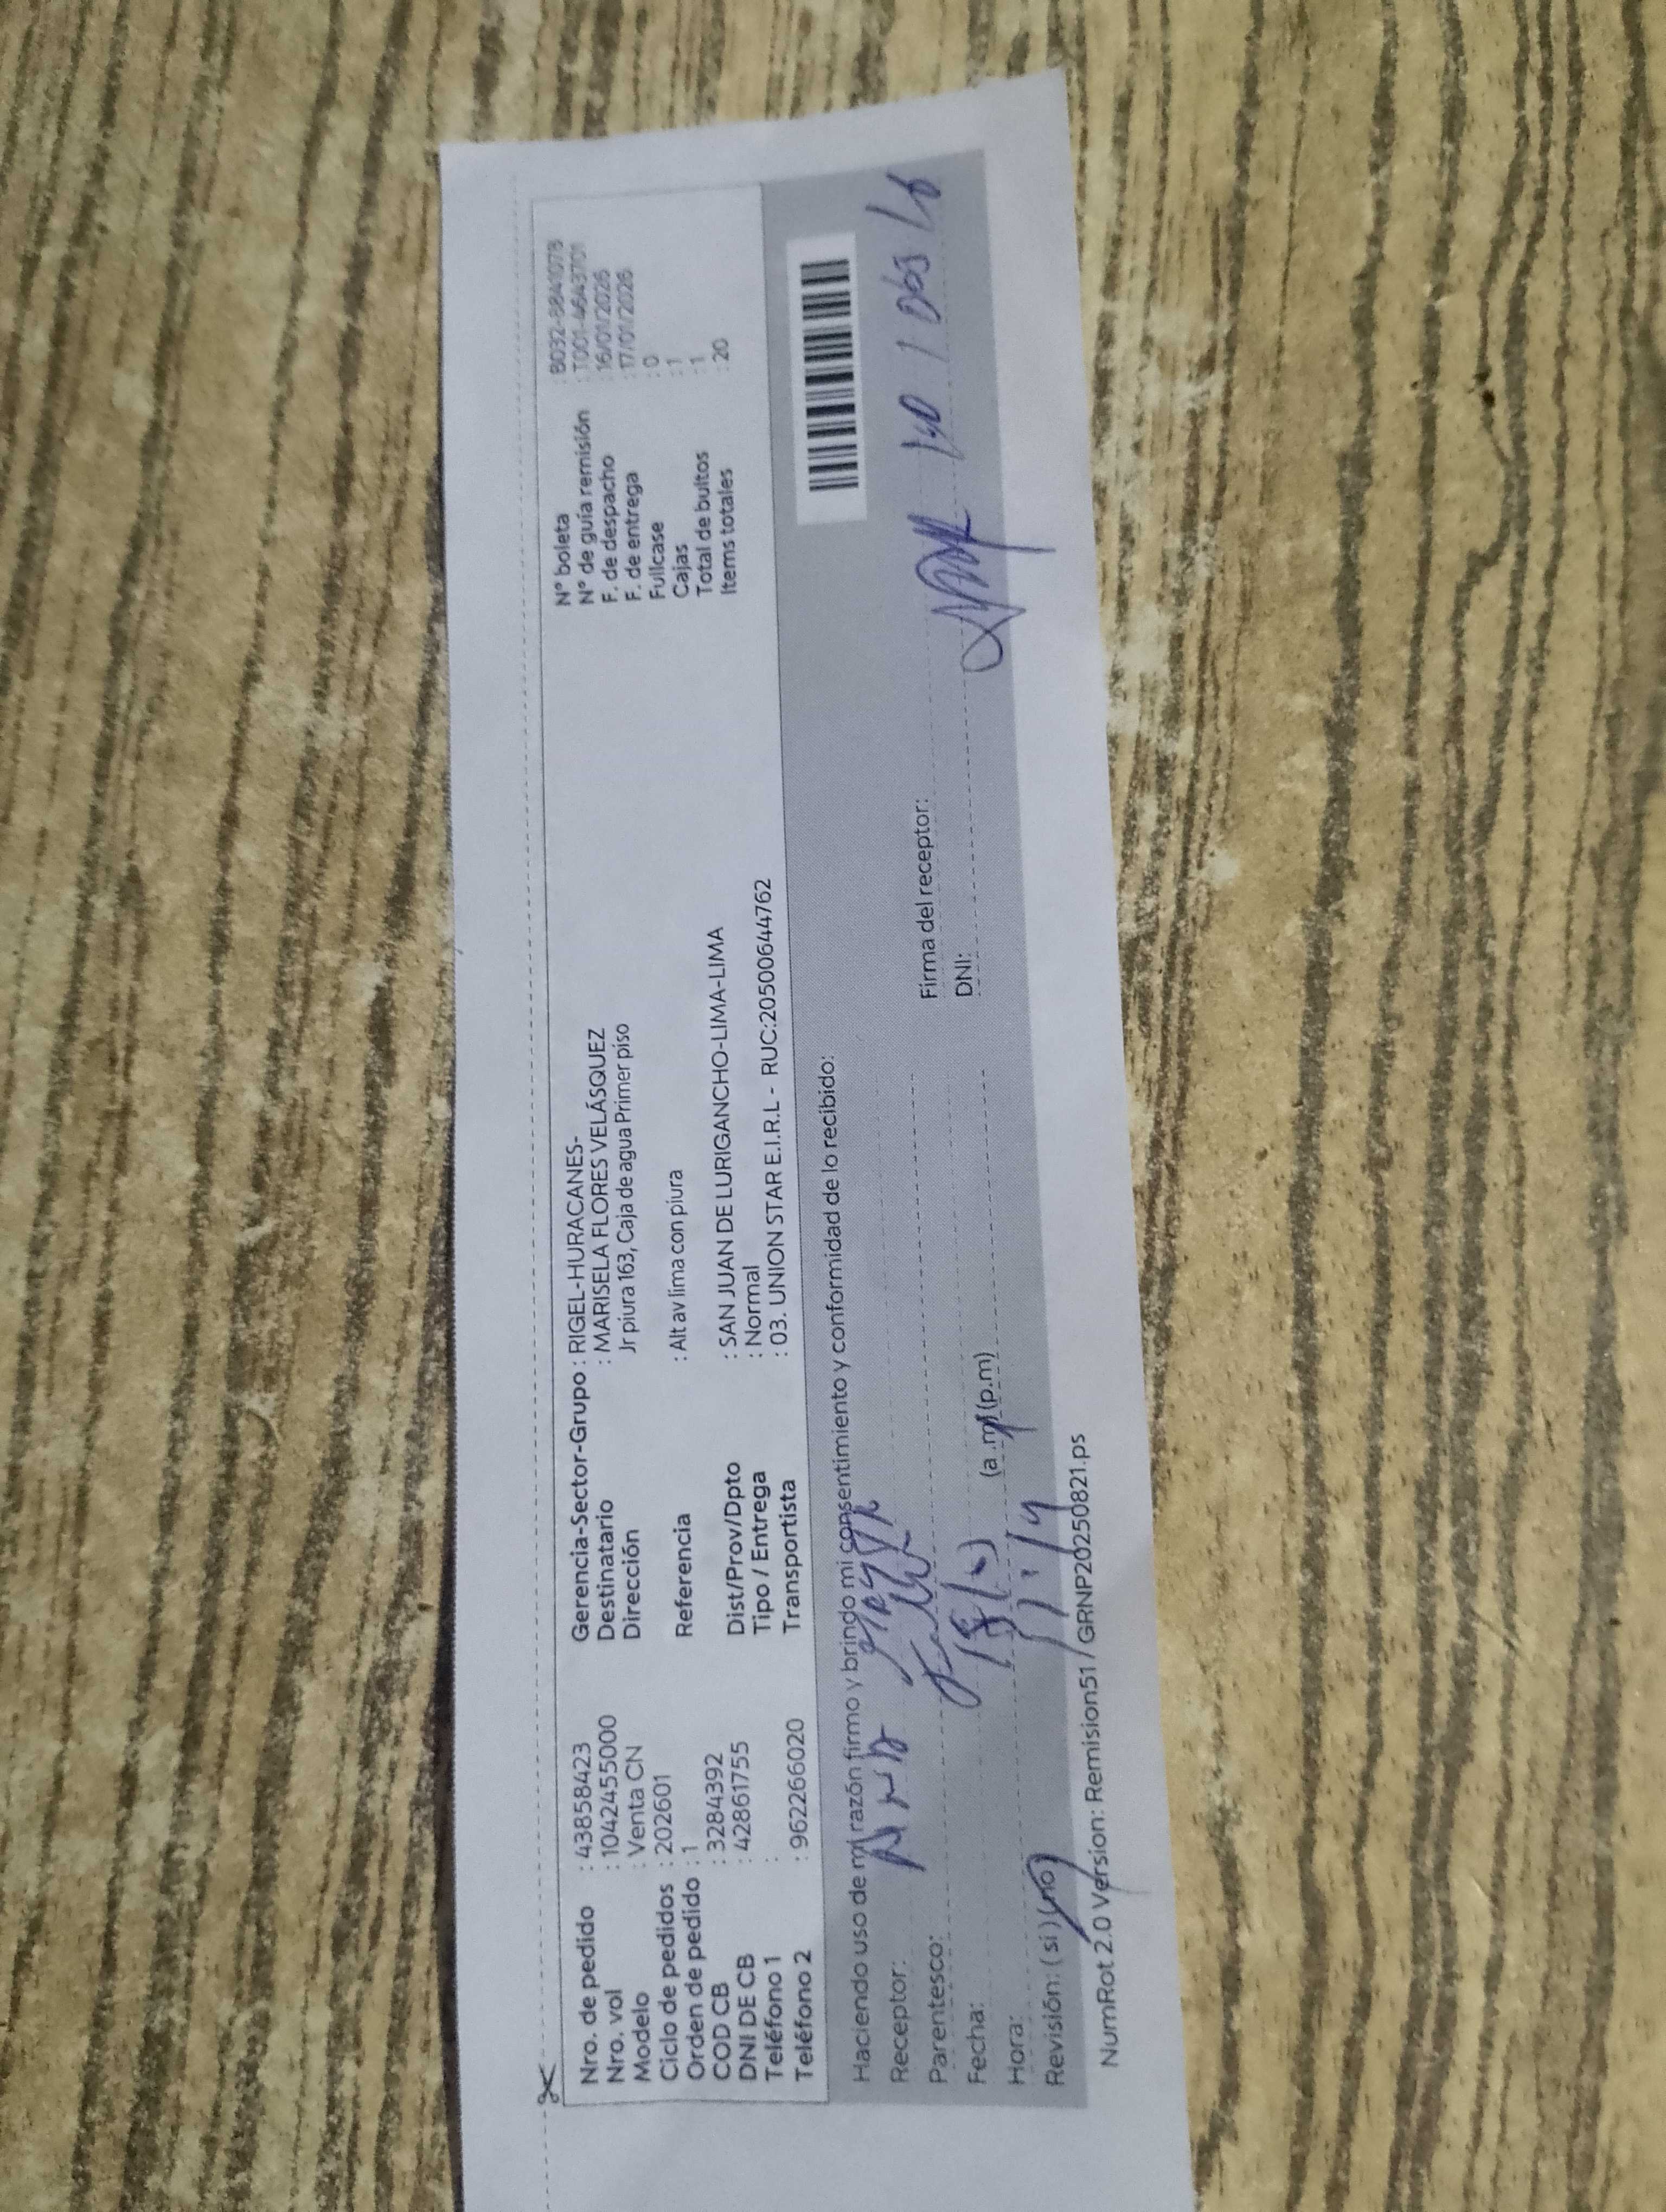 Nro. de pedido : 43858423
Nro. vol : 1042455000
Modelo : Venta CN
Ciclo de pedidos : 202601
Orden de pedido : 1
COD CB : 3284392
DNI DE CB : 42861755
Teléfono 1 :
Teléfono 2 : 962266020
Gerencia-Sector-Grupo : RIGEL-HURACANES-
Destinatario : MARISELA FLORES VELÁSQUEZ
Dirección Jr piura 163, Caja de agua Primer piso
Referencia : Alt av lima con piura
Dist/Prov/Dpto : SAN JUAN DE LURIGANCHO-LIMA-LIMA
Tipo / Entrega : Normal
Transportista : 03. UNION STAR E.I.R.L - RUC:20500644762
N° boleta : B032-8841078
N° de guía remisión : T001-4643701
F. de despacho : 16/01/2026
F. de entrega : 17/01/2026
Fullcase : 0
Cajas : 1
Total de bultos : 1
Items totales : 20
Haciendo uso de mi razón firmo y brindo mi consentimiento y conformidad de lo recibido:
Receptor:
Parentesco:
Fecha:
Hora: (a.m) (p.m)
Revisión: (si) (no)
Firma del receptor:
DNI:
NumRot 2.0 Version: Remision51 / GRNP20250821.ps